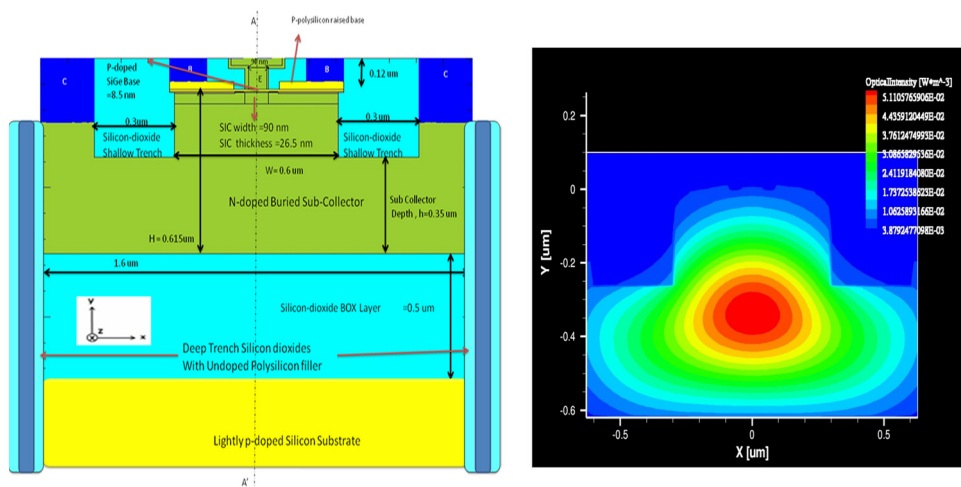 A
P-polysilicon raised base
P-doped
SiGe Base
=8.5 nm
C
B
90 nm
E
B
0.12 um
C
0.3um
0.3um
Silicon-dioxide
Shallow Trench
SIC width =90 nm
SIC thickness =26.5 nm
Silicon-dioxide
Shallow Trench
W= 0.6 um
N-doped Buried Sub-Collector
Sub Collector
Depth , h=0.35 um
H = 0.615um
1.6 um
Silicon-dioxide BOX Layer =0.5 um
y
z
x
Deep Trench Silicon dioxides
With Undoped Polysilicon filler
Lightly p-doped Silicon Substrate
A'
OpticalIntensity [W*m^-3]
5.1105765906E-02
4.4359120449E-02
3.7612474993E-02
3.0865829536E-02
2.4119184080E-02
1.7372538623E-02
1.0625893166E-02
3.8792477098E-03
0.2
0
-0.2
-0.4
-0.6
Y [um]
-0.5
0
0.5
X [um]